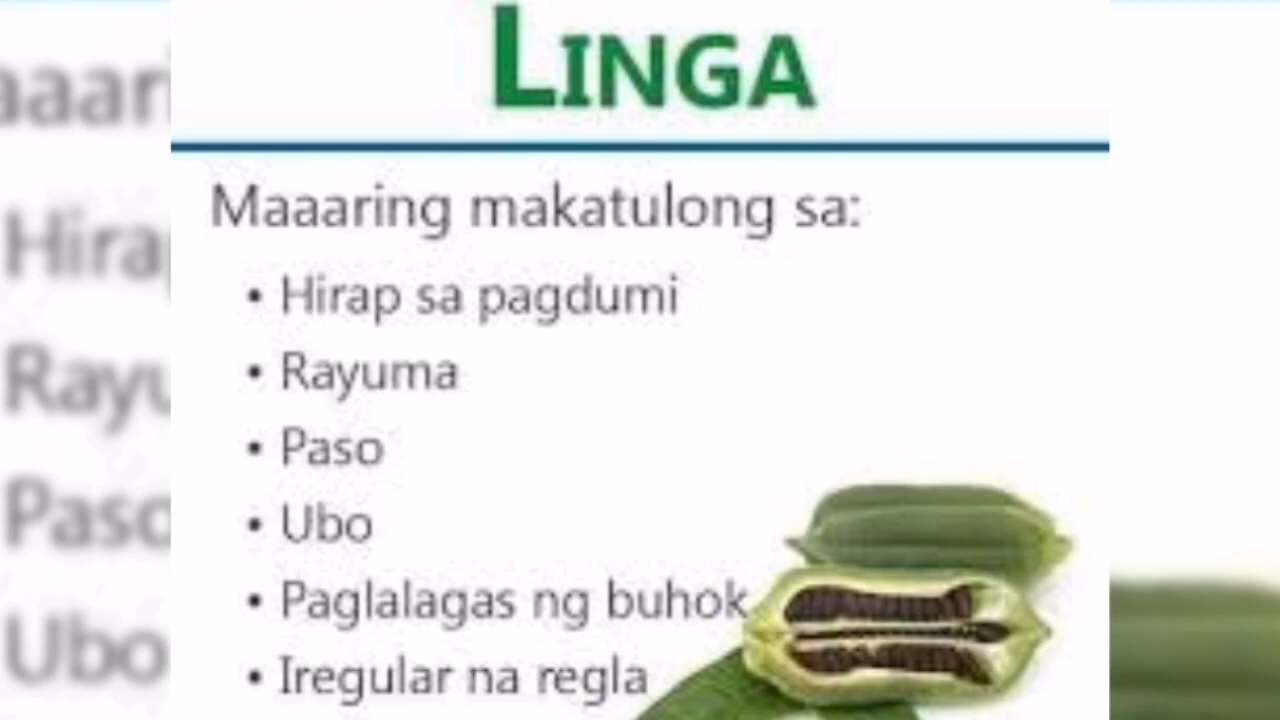 LINGA
Maaaring makatulong sa:
• Hirap sa pagdumi
• Rayuma
• Paso
• Ubo
• Paglalagas ng buhok
• Iregular na regla